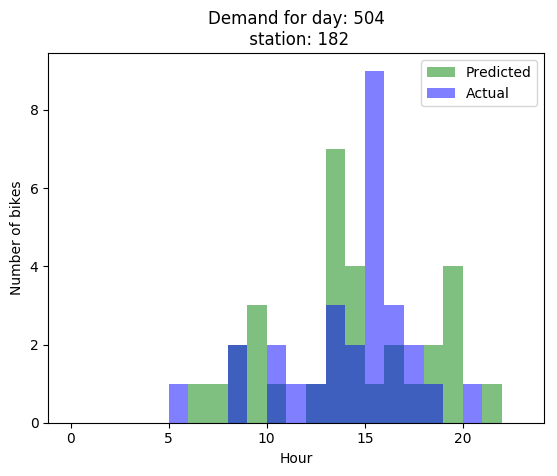 Demand for day: 504
station: 182
Predicted
Actual
8
6
4
2
0
Number of bikes
0 5 10 15 20
Hour